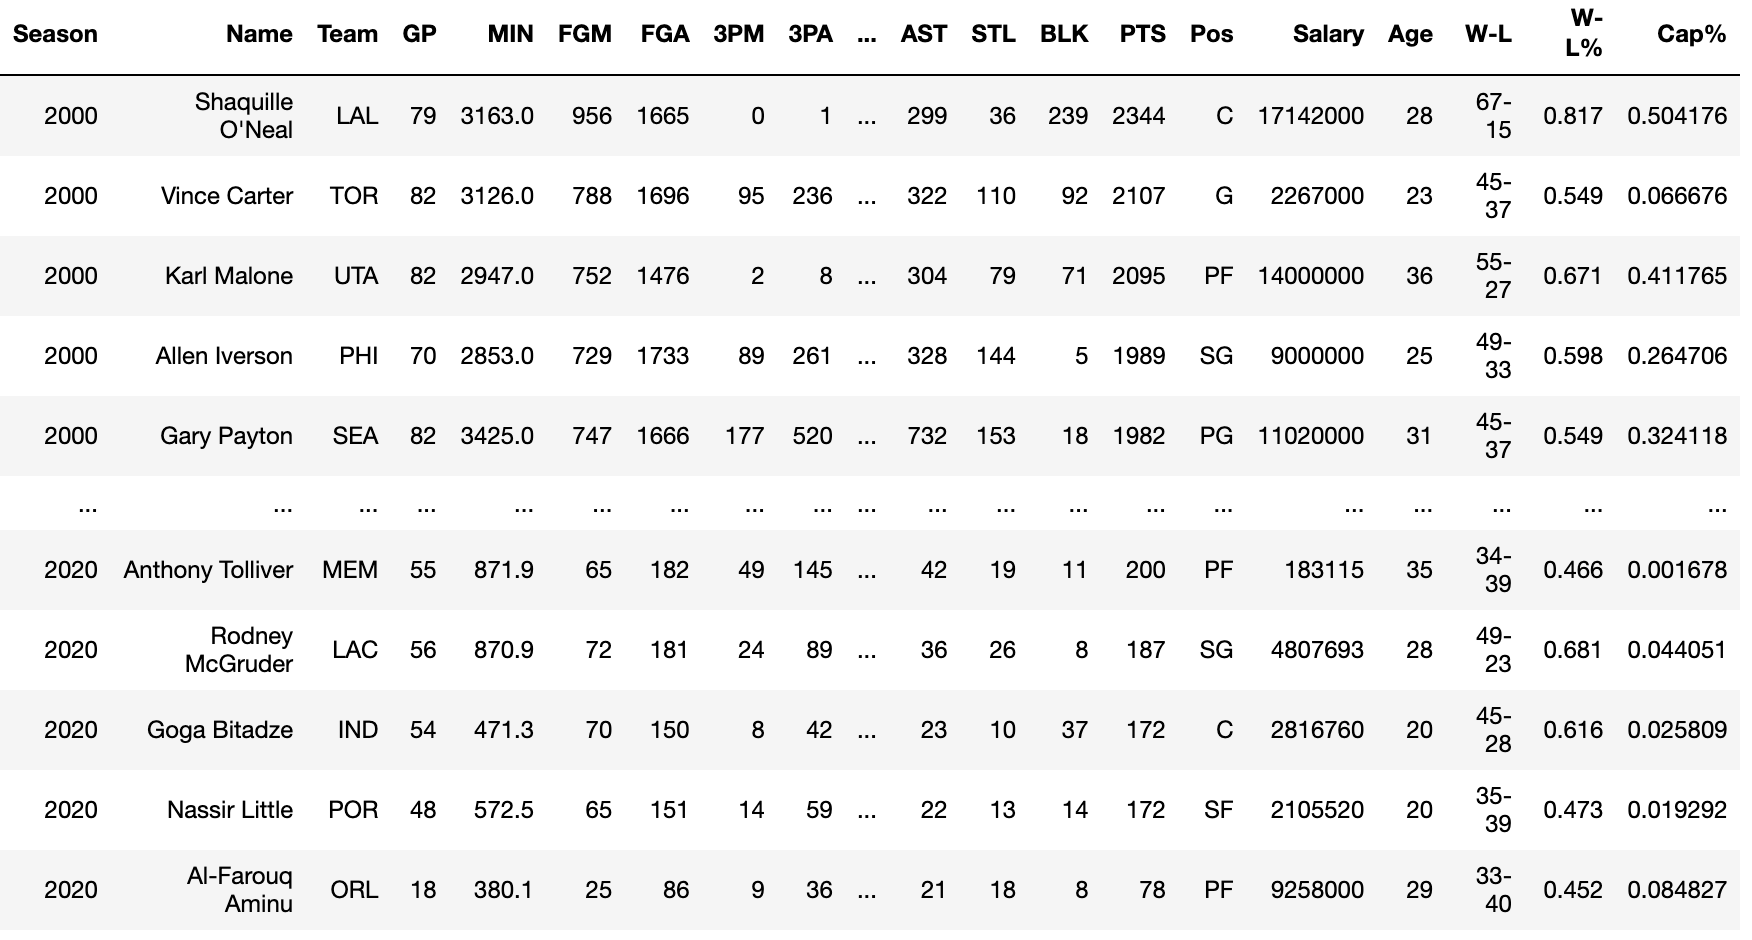 Season Name Team GP MIN FGM FGA 3PM 3PA ... AST STL BLK PTS Pos Salary Age W-L W-L% Cap%
2000 Shaquille O'Neal LAL 79 3163.0 956 1665 0 1 ... 299 36 239 2344 C 17142000 28 67-15 0.817 0.504176
2000 Vince Carter TOR 82 3126.0 788 1696 95 236 ... 322 110 92 2107 G 2267000 23 45-37 0.549 0.066676
2000 Karl Malone UTA 82 2947.0 752 1476 2 8 ... 304 79 71 2095 PF 14000000 36 55-27 0.671 0.411765
2000 Allen Iverson PHI 70 2853.0 729 1733 89 261 ... 328 144 5 1989 SG 9000000 25 49-33 0.598 0.264706
2000 Gary Payton SEA 82 3425.0 747 1666 177 520 ... 732 153 18 1982 PG 11020000 31 45-37 0.549 0.324118
... ... ... ... ... ... ... ... ... ... ... ... ... ... ... ... ... ... ... ...
2020 Anthony Tolliver MEM 55 871.9 65 182 49 145 ... 42 19 11 200 PF 183115 35 34-39 0.466 0.001678
2020 Rodney McGruder LAC 56 870.9 72 181 24 89 ... 36 26 8 187 SG 4807693 28 49-23 0.681 0.044051
2020 Goga Bitadze IND 54 471.3 70 150 8 42 ... 23 10 37 172 C 2816760 20 45-28 0.616 0.025809
2020 Nassir Little POR 48 572.5 65 151 14 59 ... 22 13 14 172 SF 2105520 20 35-39 0.473 0.019292
2020 Al-Farouq Aminu ORL 18 380.1 25 86 9 36 ... 21 18 8 78 PF 9258000 29 33-40 0.452 0.084827